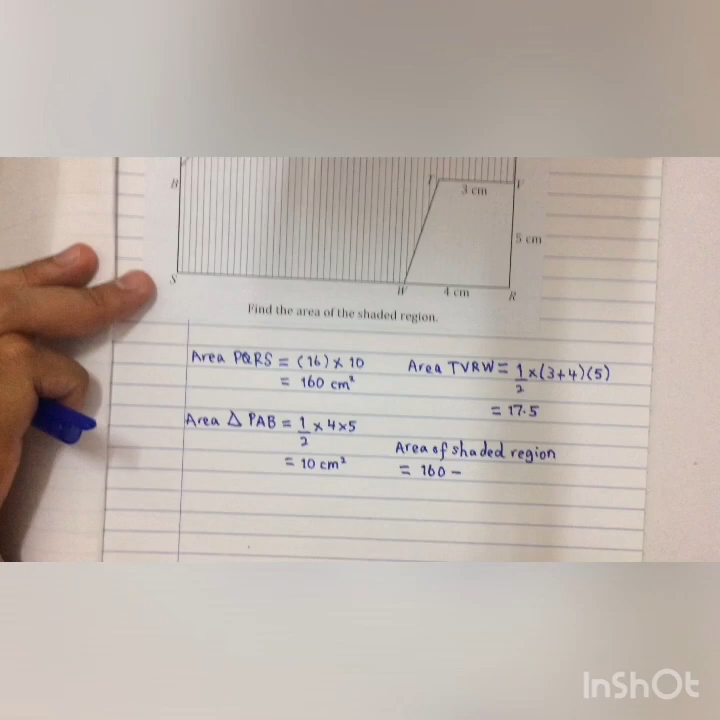 B
T
3 cm
V
5 cm
S
W
4 cm
R
Find the area of the shaded region.
Area PQRS = (16) × 10
= 160 cm²
Area Δ PAB = 1/2 × 4×5
= 10 cm²
Area TVRW = 1/2 ×(3+4)(5)
= 17.5
Area of shaded region
= 160 −
InShOt